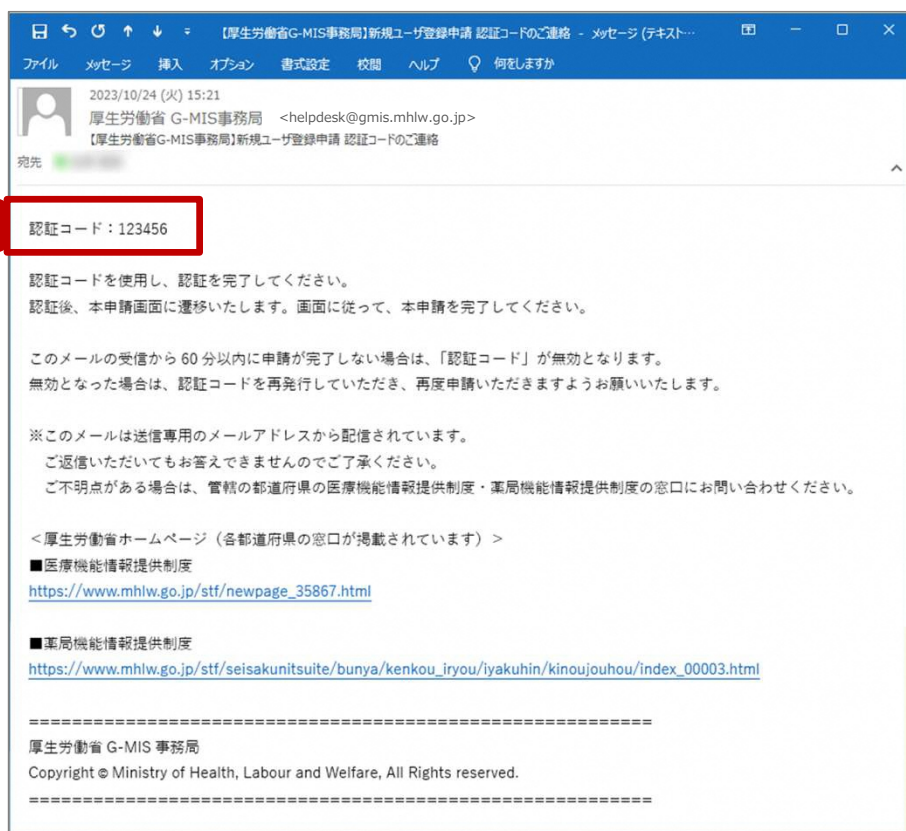 【厚生労働省G-MIS事務局】新規ユーザ登録申請 認証コードのご連絡 - メッセージ (テキスト…
ファイル メッセージ 挿入 オプション 書式設定 校閲 ヘルプ 何をしますか
2023/10/24 (火) 15:21
厚生労働省 G-MIS事務局 <helpdesk@gmis.mhlw.go.jp>
【厚生労働省G-MIS事務局】新規ユーザ登録申請 認証コードのご連絡
宛先
認証コード：123456
認証コードを使用し、認証を完了してください。
認証後、本申請画面に遷移いたします。画面に従って、本申請を完了してください。
このメールの受信から 60 分以内に申請が完了しない場合は、「認証コード」が無効となります。
無効となった場合は、認証コードを再発行していただき、再度申請いただきますようお願いいたします。
※このメールは送信専用のメールアドレスから配信されています。
ご返信いただいてもお答えできませんのでご了承ください。
ご不明点がある場合は、管轄の都道府県の医療機能情報提供制度・薬局機能情報提供制度の窓口にお問い合わせください。
＜厚生労働省ホームページ（各都道府県の窓口が掲載されています）＞
■医療機能情報提供制度
https://www.mhlw.go.jp/stf/newpage_35867.html
■薬局機能情報提供制度
https://www.mhlw.go.jp/stf/seisakunitsuite/bunya/kenkou_iryou/iyakuhin/kinoujouhou/index_00003.html
==========================================================
厚生労働省 G-MIS 事務局
Copyright © Ministry of Health, Labour and Welfare, All Rights reserved.
==========================================================